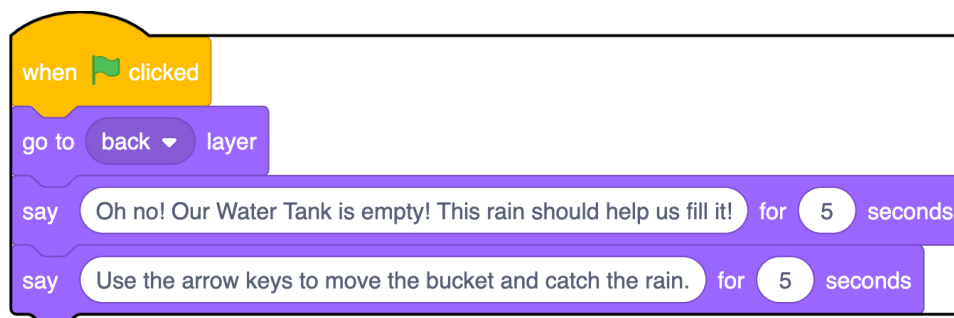 when clicked
go to back layer
say Oh no! Our Water Tank is empty! This rain should help us fill it! for 5 seconds
say Use the arrow keys to move the bucket and catch the rain. for 5 seconds